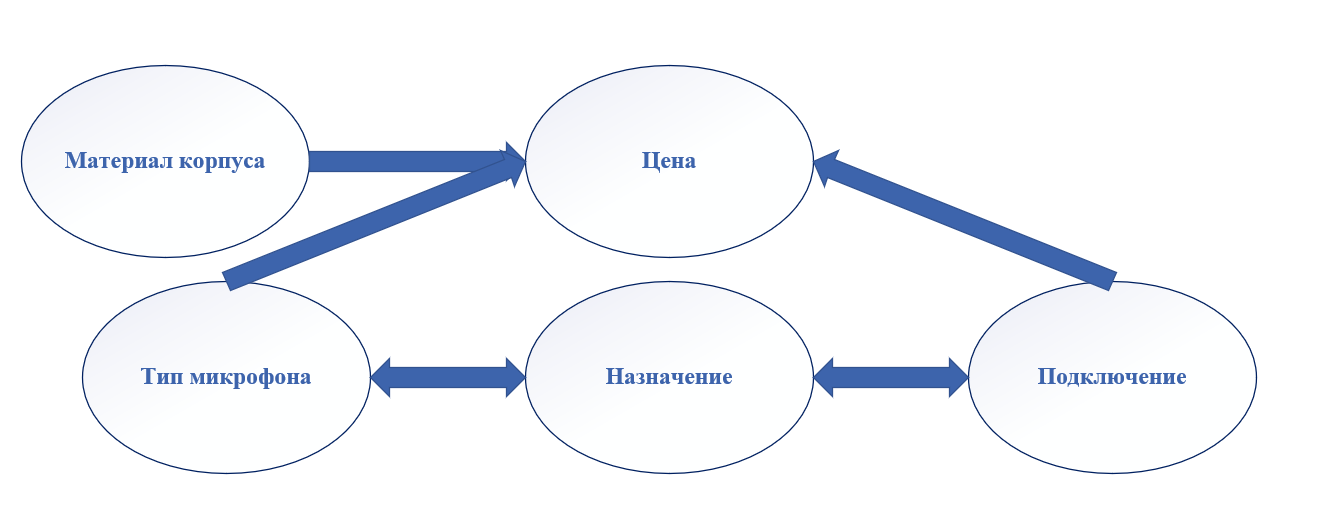 Материал корпуса
Цена
Тип микрофона
Назначение
Подключение